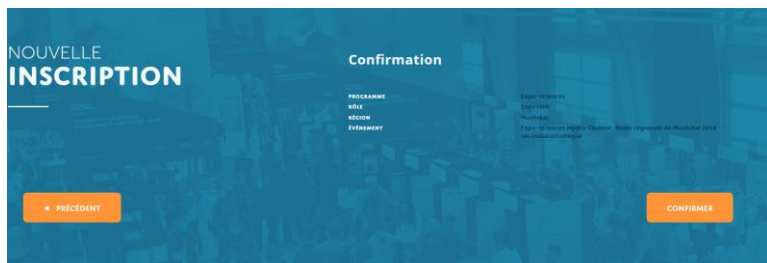 NOUVELLE
INSCRIPTION
Confirmation
PROGRAMME Expo-sciences
RÔLE Exposant
RÉGION Montréal
ÉVÉNEMENT Expo-sciences Hydro-Québec, finale régionale de Montréal 2018 -
secondaire/collégial
◄ PRÉCÉDENT
CONFIRMER